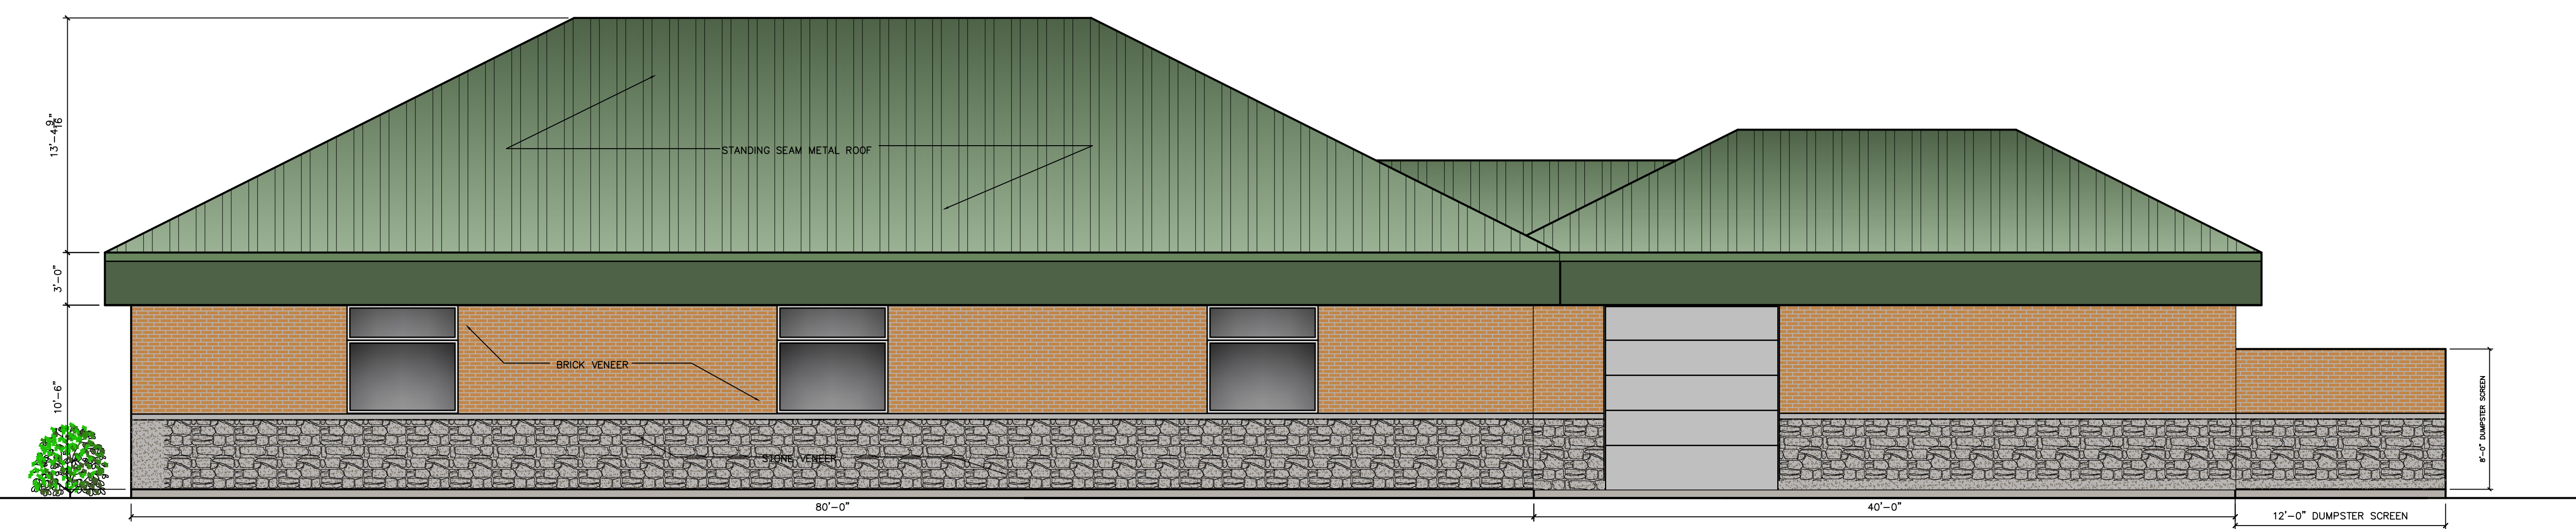 13'-4 9/16"
STANDING SEAM METAL ROOF
3'-0"
10'-6"
BRICK VENEER
STONE VENEER
8'-0" DUMPSTER SCREEN
80'-0"
40'-0"
12'-0" DUMPSTER SCREEN